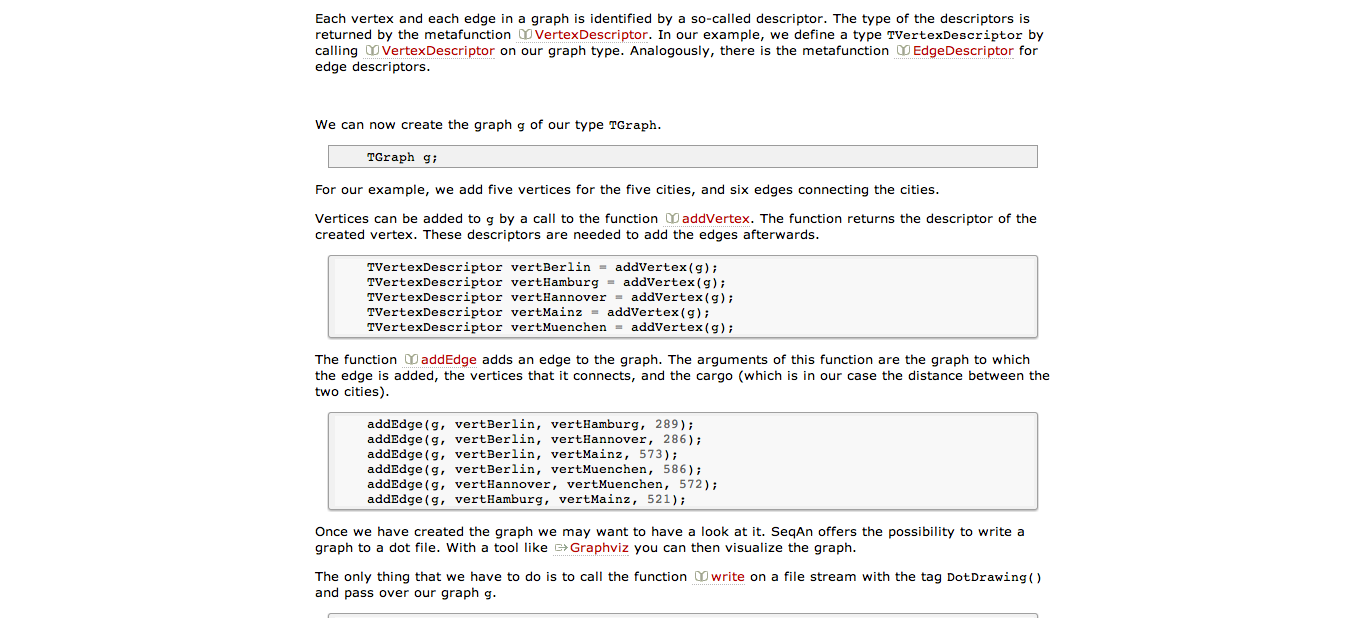 Each vertex and each edge in a graph is identified by a so-called descriptor. The type of the descriptors is
returned by the metafunction VertexDescriptor. In our example, we define a type TVertexDescriptor by
calling VertexDescriptor on our graph type. Analogously, there is the metafunction EdgeDescriptor for
edge descriptors.
We can now create the graph g of our type TGraph.
TGraph g;
For our example, we add five vertices for the five cities, and six edges connecting the cities.
Vertices can be added to g by a call to the function addVertex. The function returns the descriptor of the
created vertex. These descriptors are needed to add the edges afterwards.
TVertexDescriptor vertBerlin = addVertex(g);
TVertexDescriptor vertHamburg = addVertex(g);
TVertexDescriptor vertHannover = addVertex(g);
TVertexDescriptor vertMainz = addVertex(g);
TVertexDescriptor vertMuenchen = addVertex(g);
The function addEdge adds an edge to the graph. The arguments of this function are the graph to which
the edge is added, the vertices that it connects, and the cargo (which is in our case the distance between the
two cities).
addEdge(g, vertBerlin, vertHamburg, 289);
addEdge(g, vertBerlin, vertHannover, 286);
addEdge(g, vertBerlin, vertMainz, 573);
addEdge(g, vertBerlin, vertMuenchen, 586);
addEdge(g, vertHannover, vertMuenchen, 572);
addEdge(g, vertHamburg, vertMainz, 521);
Once we have created the graph we may want to have a look at it. SeqAn offers the possibility to write a
graph to a dot file. With a tool like Graphviz you can then visualize the graph.
The only thing that we have to do is to call the function write on a file stream with the tag DotDrawing()
and pass over our graph g.